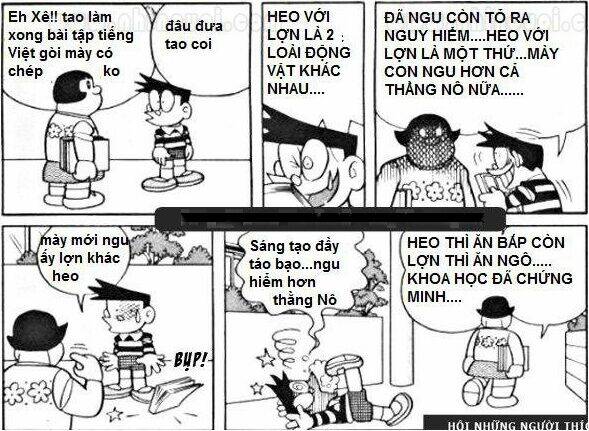 Eh Xê!! tao làm
xong bài tập tiếng
Việt gòi mày có
chép ko
đâu đưa
tao coi
HEO VỚI
LỢN LÀ 2
LOÀI ĐỘNG
VẬT KHÁC
NHAU....
ĐÃ NGU CÒN TỎ RA
NGUY HIỂM....HEO VỚI
LỢN LÀ MỘT THỨ...MÀY
CON NGU HƠN CẢ
THẰNG NÔ NỮA......
mày mới ngu
ấy lợn khác
heo
BỤP!
Sáng tạo đầy
táo bạo...ngu
hiểm hơn
thằng Nô
HEO THÌ ĂN BẮP CÒN
LỢN THÌ ĂN NGÔ.....
KHOA HỌC ĐÃ CHỨNG
MINH....
HỘI NHỮNG NGƯỜI